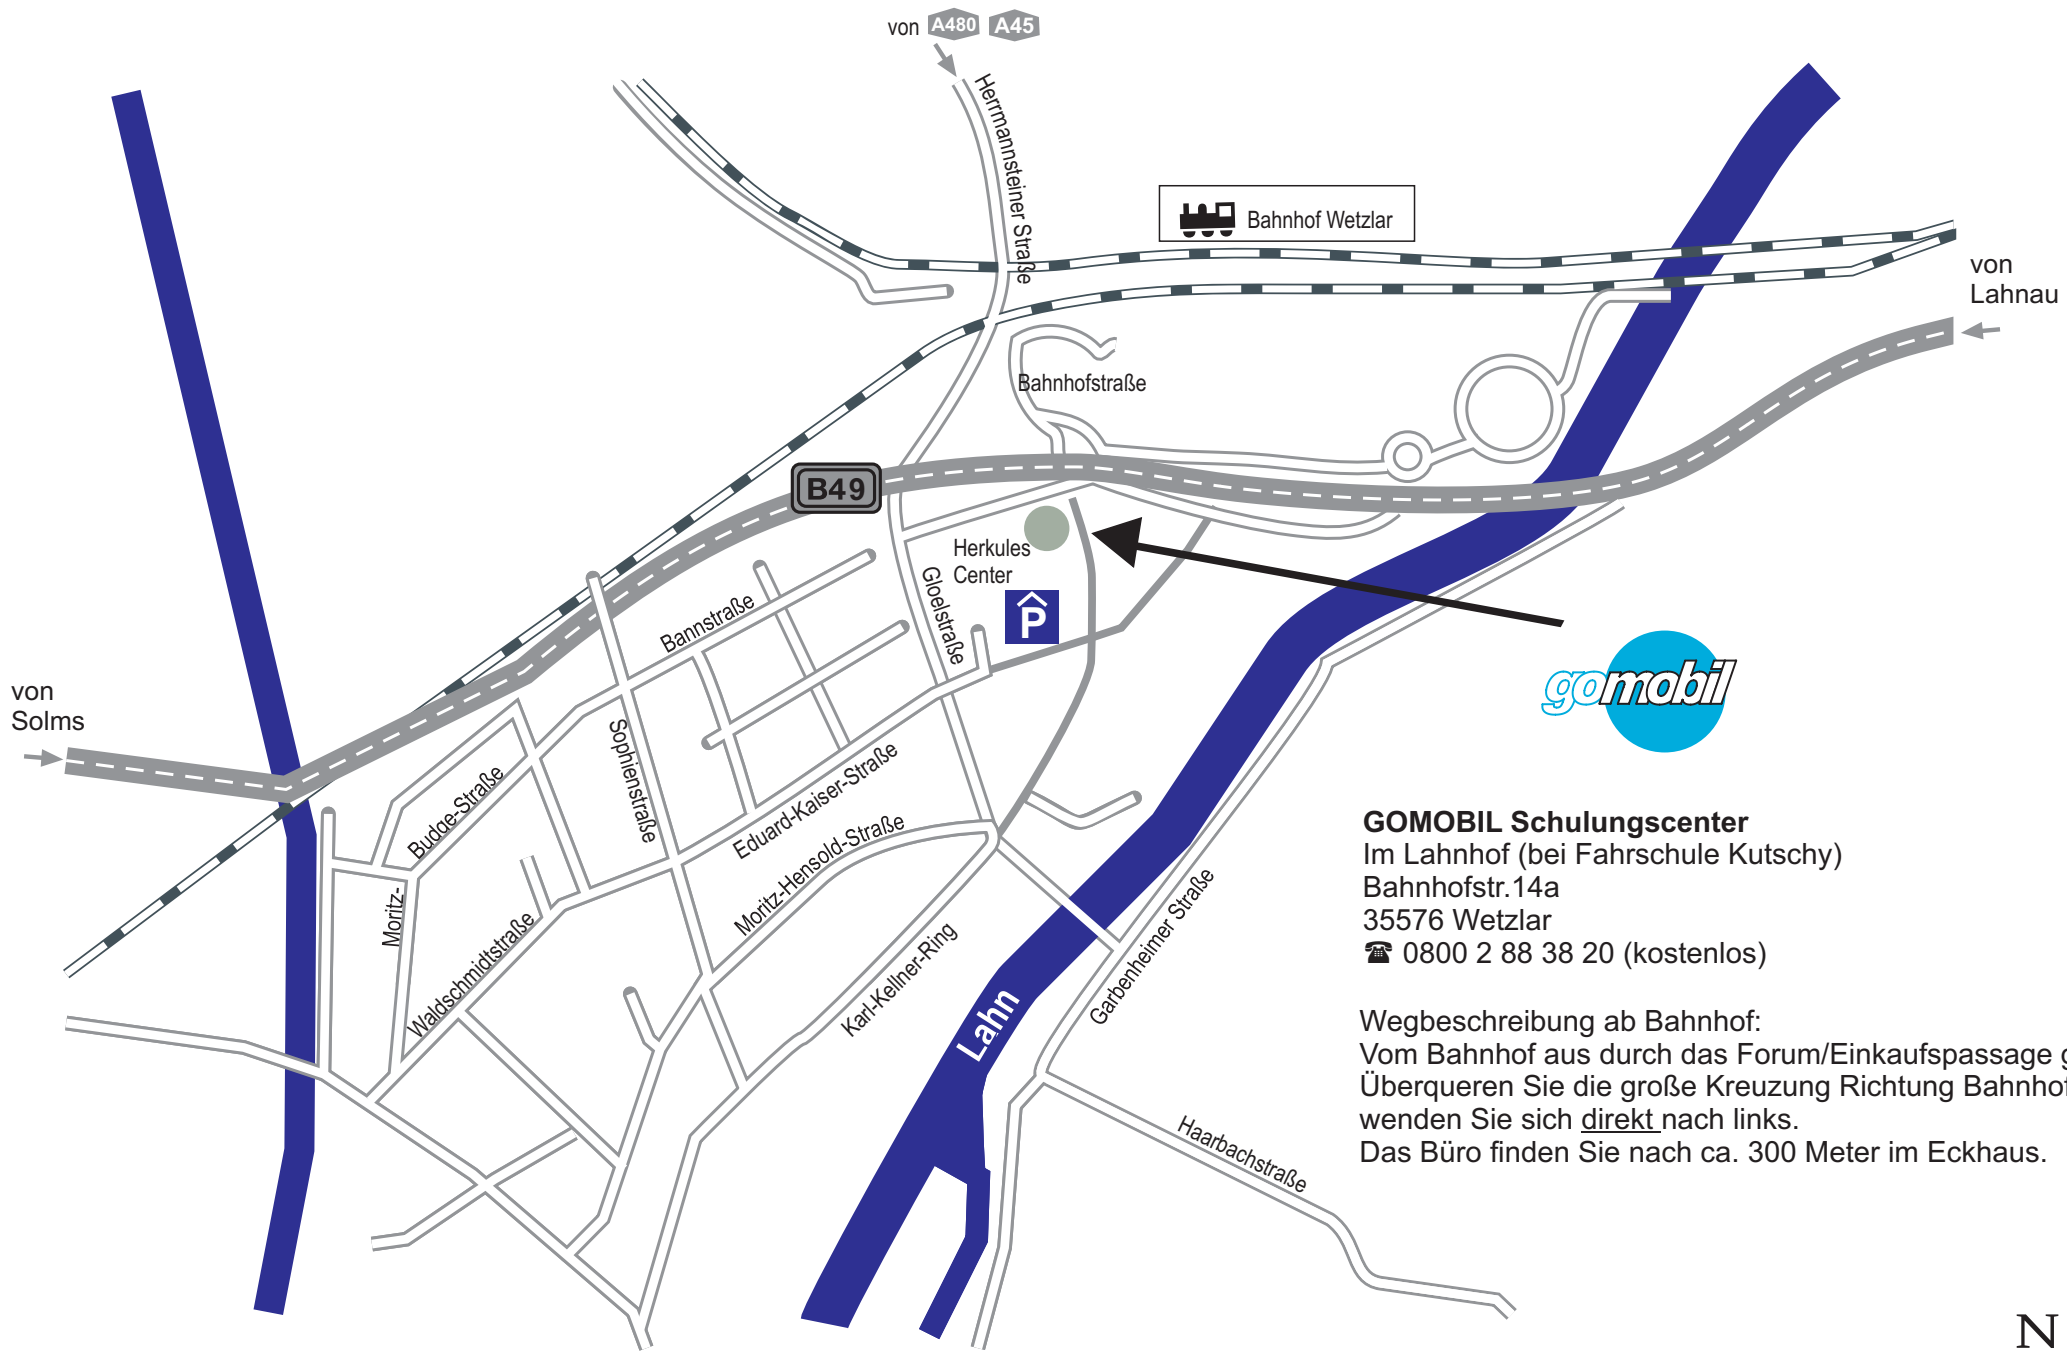 von A480 A45
Herrmannsteiner Straße
Bahnhof Wetzlar
von
Lahnau
Bahnhofstraße
B49
Herkules
Center
P
Gloelstraße
Bannstraße
gomobil
von
Solms
Sophienstraße
Budge-Straße
Moritz-
Eduard-Kaiser-Straße
Moritz-Hensold-Straße
Waldschmidtstraße
Karl-Kellner-Ring
Lahn
Garbenheimer Straße
Haarbachstraße
GOMOBIL Schulungscenter
Im Lahnhof (bei Fahrschule Kutschy)
Bahnhofstr.14a
35576 Wetzlar
☎ 0800 2 88 38 20 (kostenlos)
Wegbeschreibung ab Bahnhof:
Vom Bahnhof aus durch das Forum/Einkaufspassage
Überqueren Sie die große Kreuzung Richtung
wenden Sie sich direkt nach links.
Das Büro finden Sie nach ca. 300 Meter im Eckhaus.
N